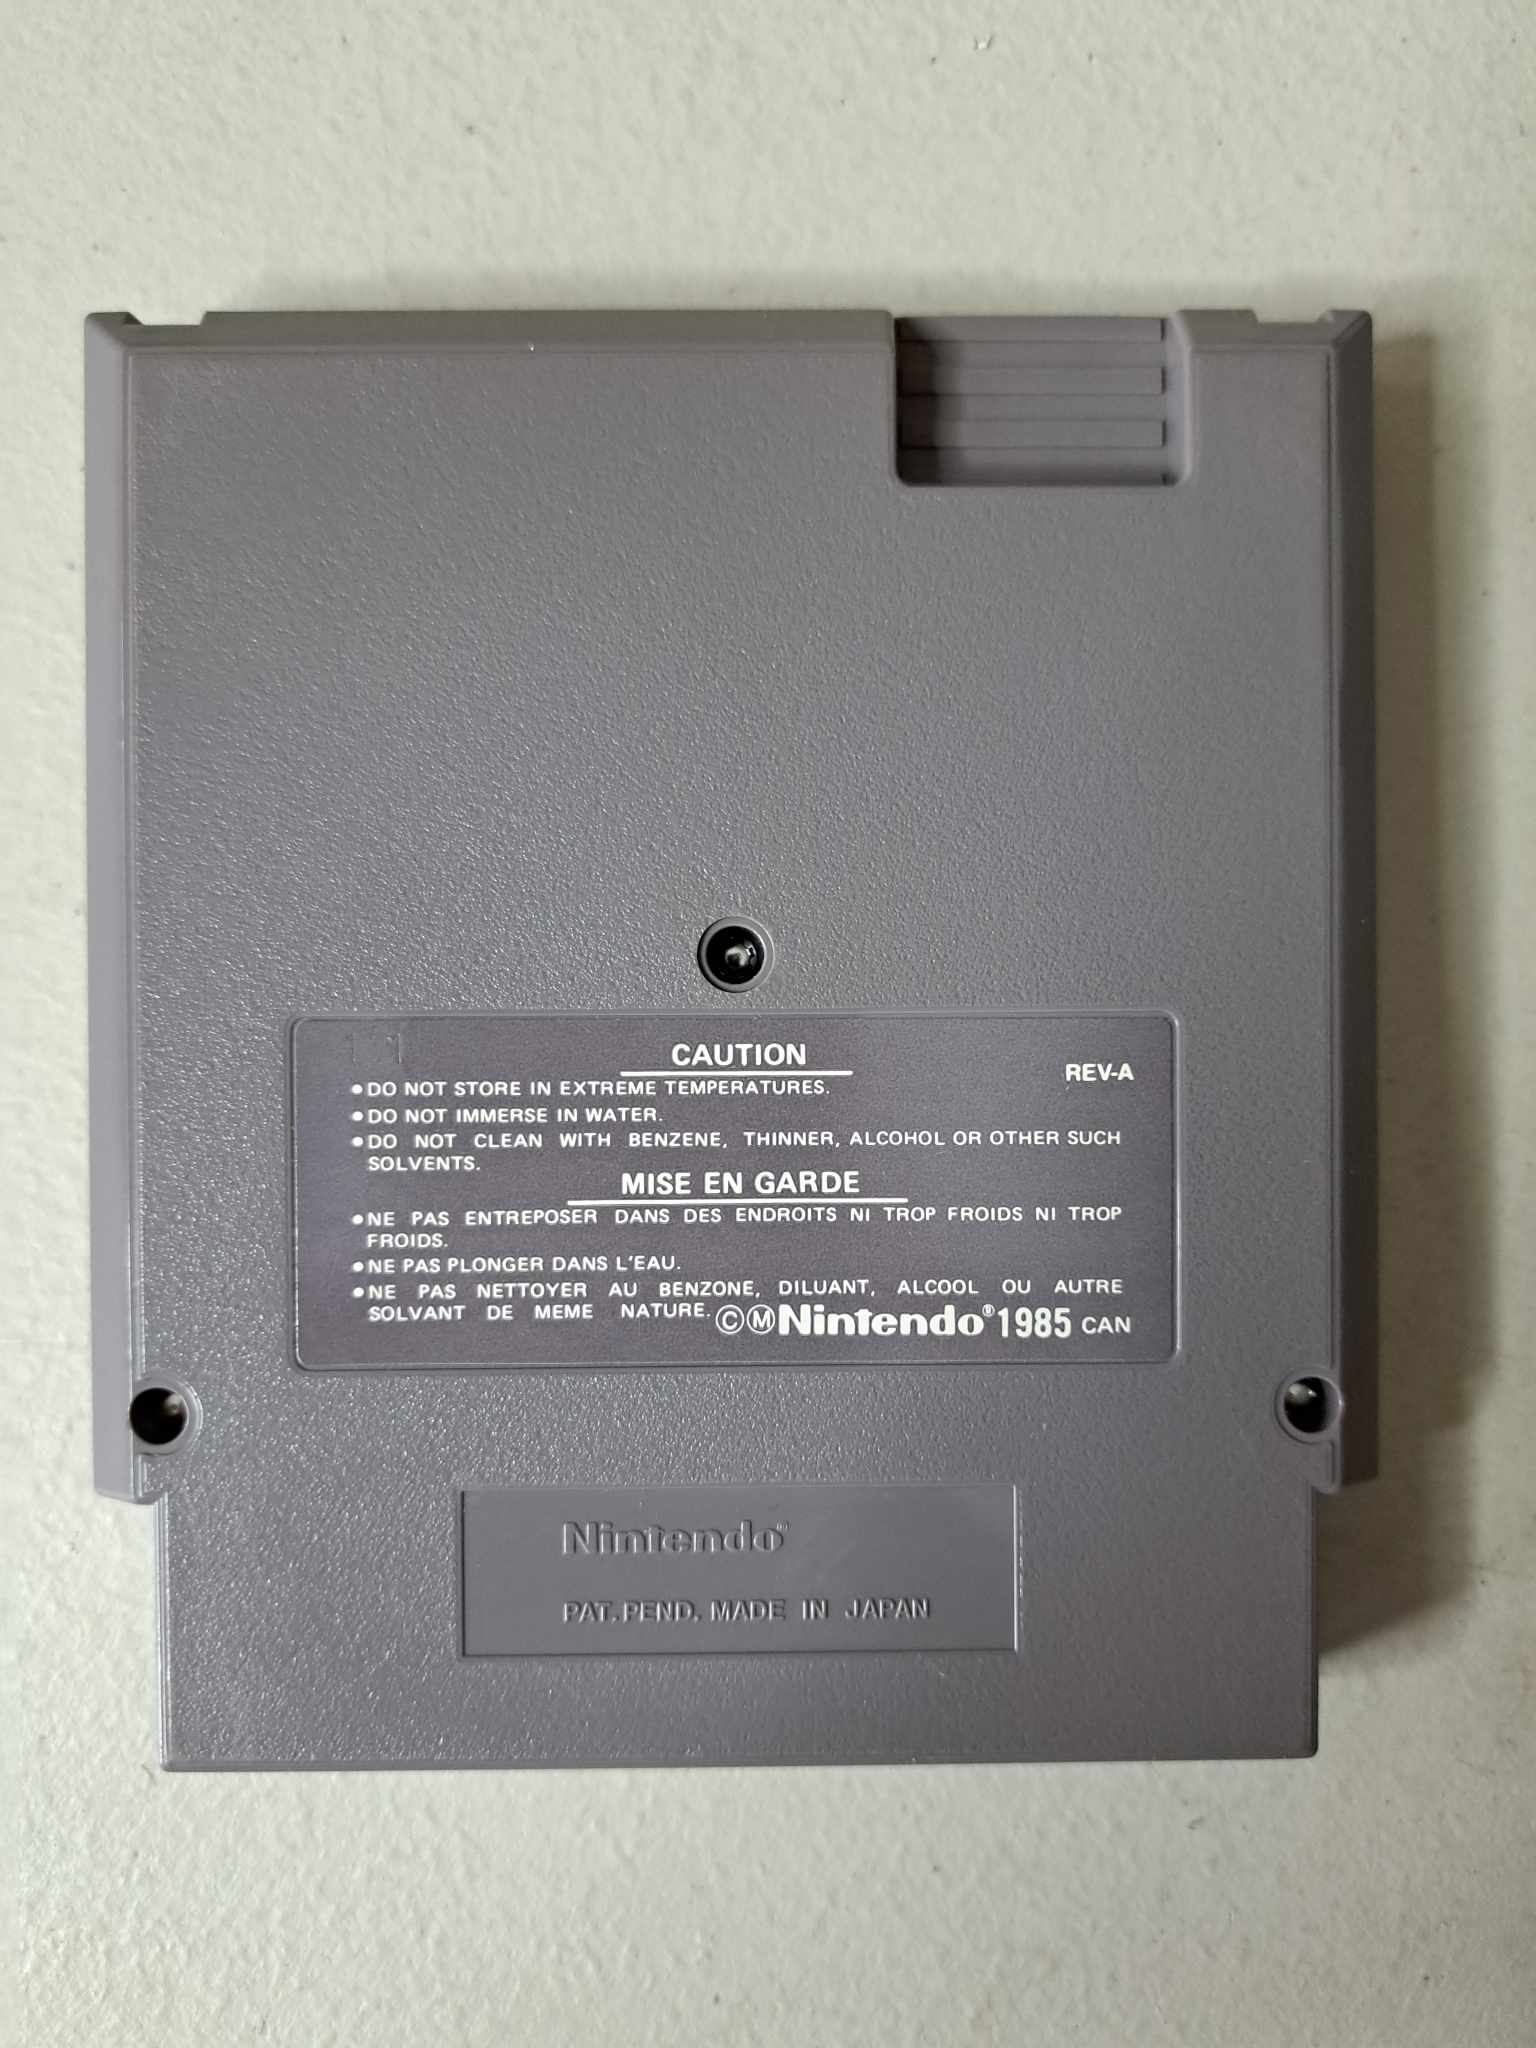 11
CAUTION
REV-A
●DO NOT STORE IN EXTREME TEMPERATURES.
●DO NOT IMMERSE IN WATER.
●DO NOT CLEAN WITH BENZENE, THINNER, ALCOHOL OR OTHER SUCH
SOLVENTS.
MISE EN GARDE
●NE PAS ENTREPOSER DANS DES ENDROITS NI TROP FROIDS NI TROP
FROIDS.
●NE PAS PLONGER DANS L'EAU.
●NE PAS NETTOYER AU BENZONE, DILUANT, ALCOOL OU AUTRE
SOLVANT DE MEME NATURE.
©ⓂNintendo®1985 CAN
Nintendo®
PAT. PEND. MADE IN JAPAN